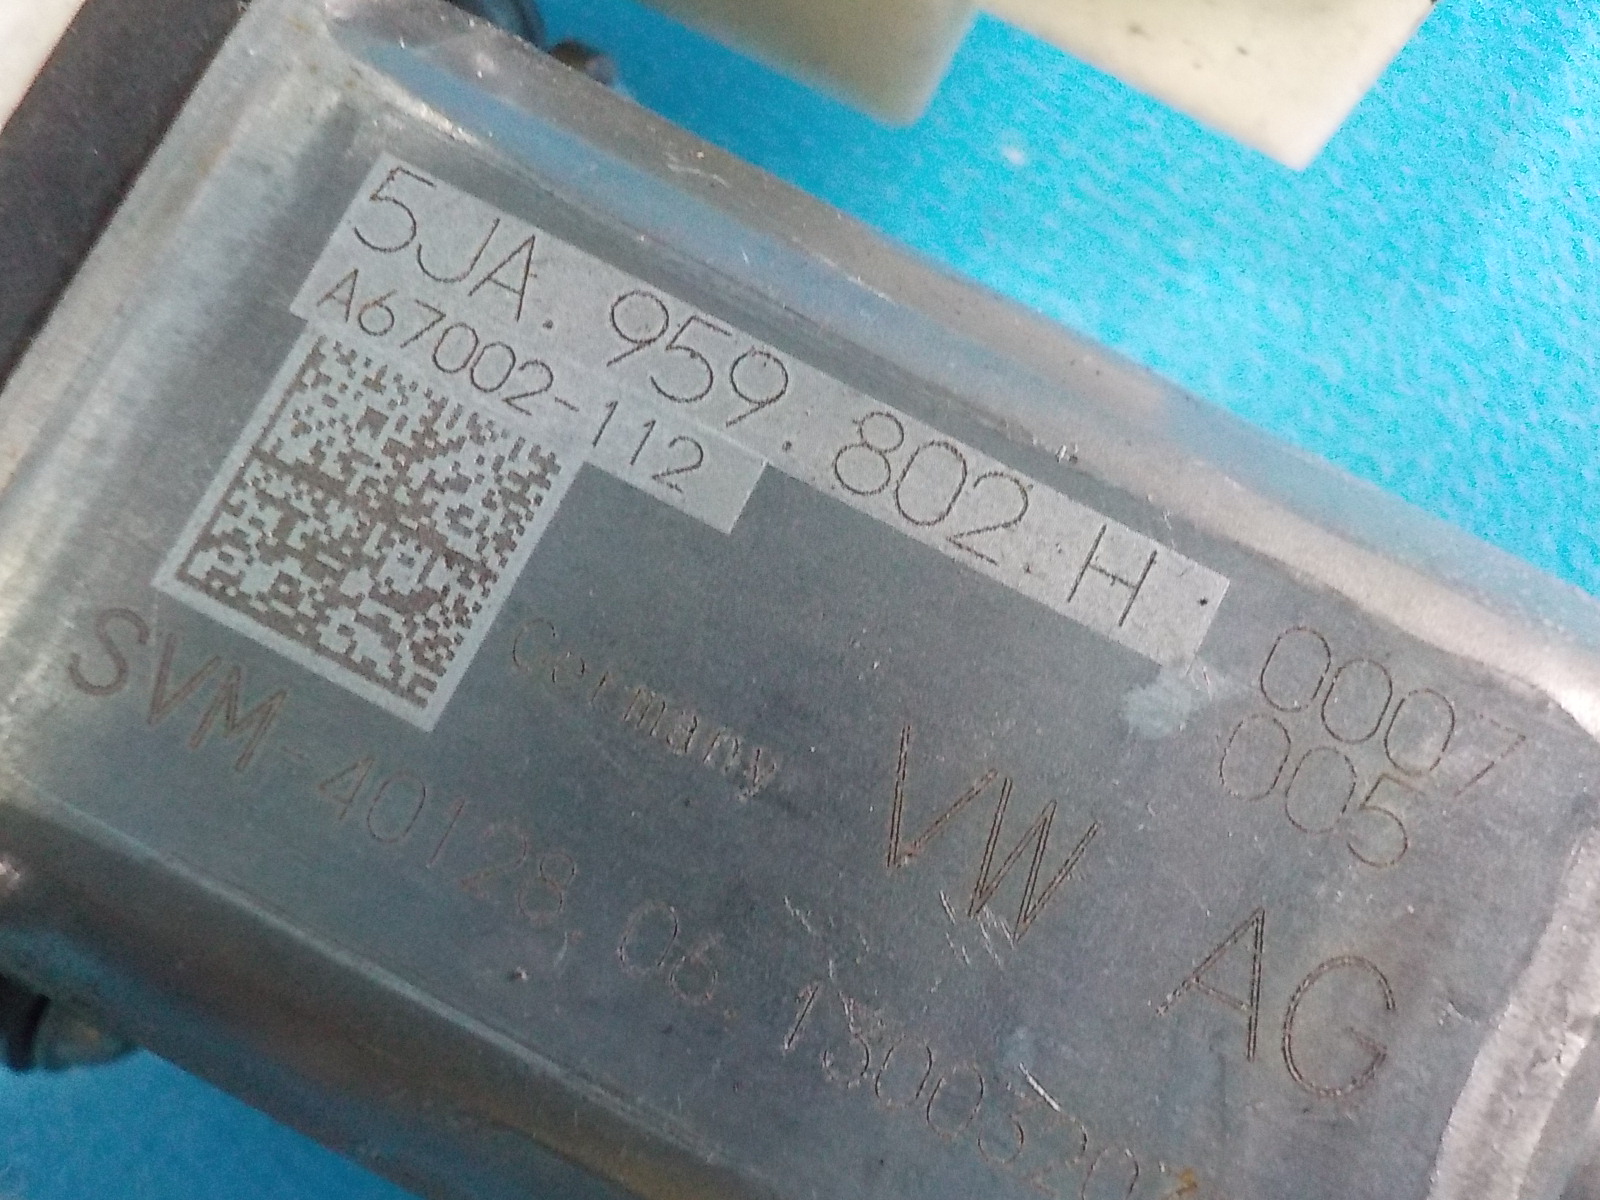 5JA.959.802.H
A67002-112
0007
005
Germany
VW AG
SVM-40128 06